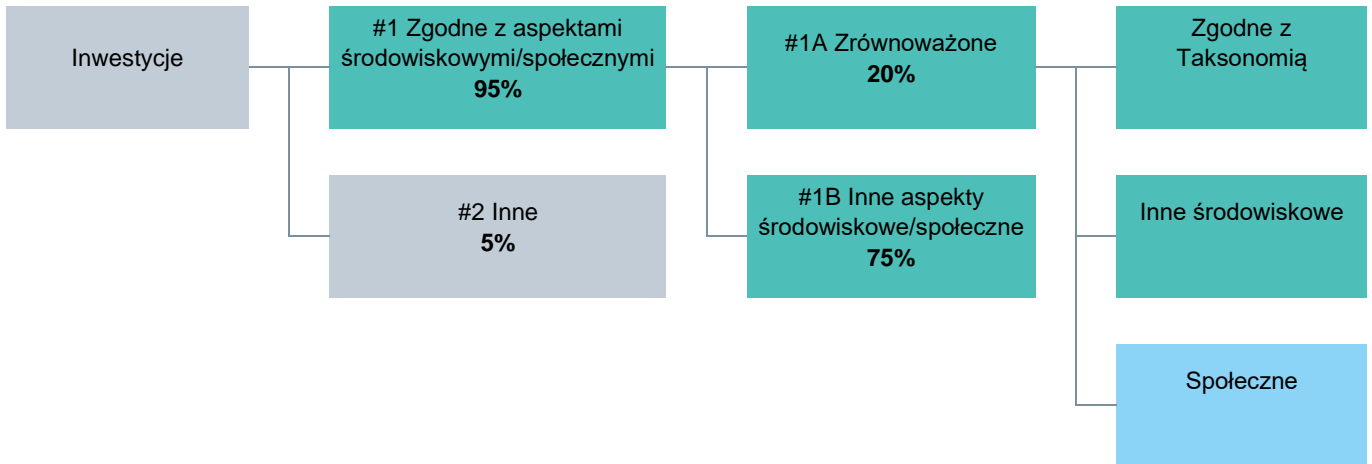 Inwestycje
#1 Zgodne z aspektami
środowiskowymi/społecznymi
95%
#1A Zrównoważone
20%
Zgodne z
Taksonomią
#2 Inne
5%
#1B Inne aspekty
środowiskowe/społeczne
75%
Inne środowiskowe
Społeczne